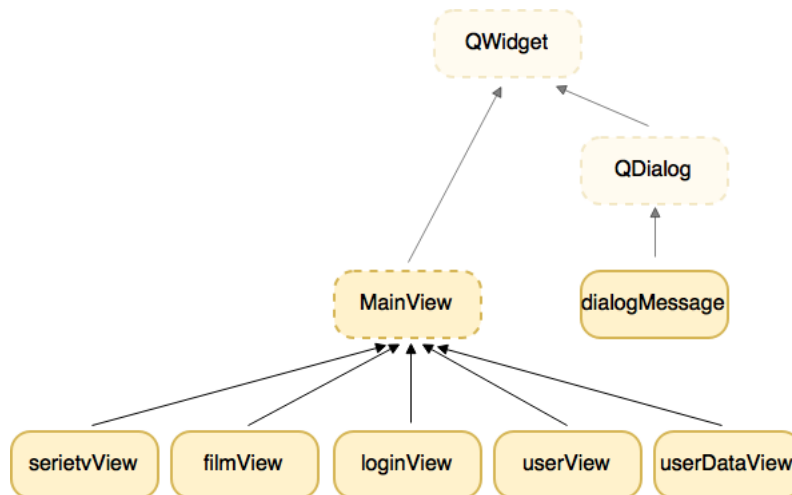 QWidget
QDialog
MainView
dialogMessage
serietvView
filmView
loginView
userView
userDataView